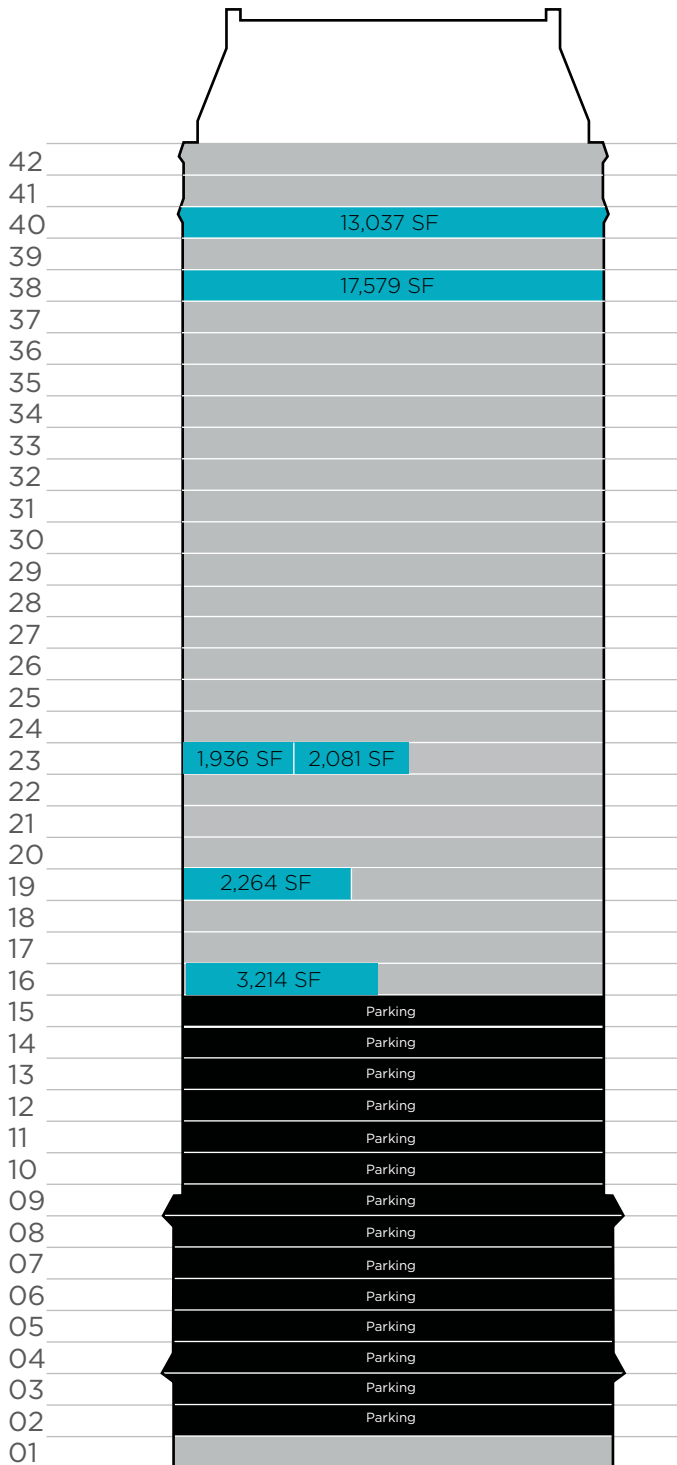 42
41
40 13,037 SF
39
38 17,579 SF
37
36
35
34
33
32
31
30
29
28
27
26
25
24
23 1,936 SF 2,081 SF
22
21
20
19 2,264 SF
18
17
16 3,214 SF
15 Parking
14 Parking
13 Parking
12 Parking
11 Parking
10 Parking
09 Parking
08 Parking
07 Parking
06 Parking
05 Parking
04 Parking
03 Parking
02 Parking
01